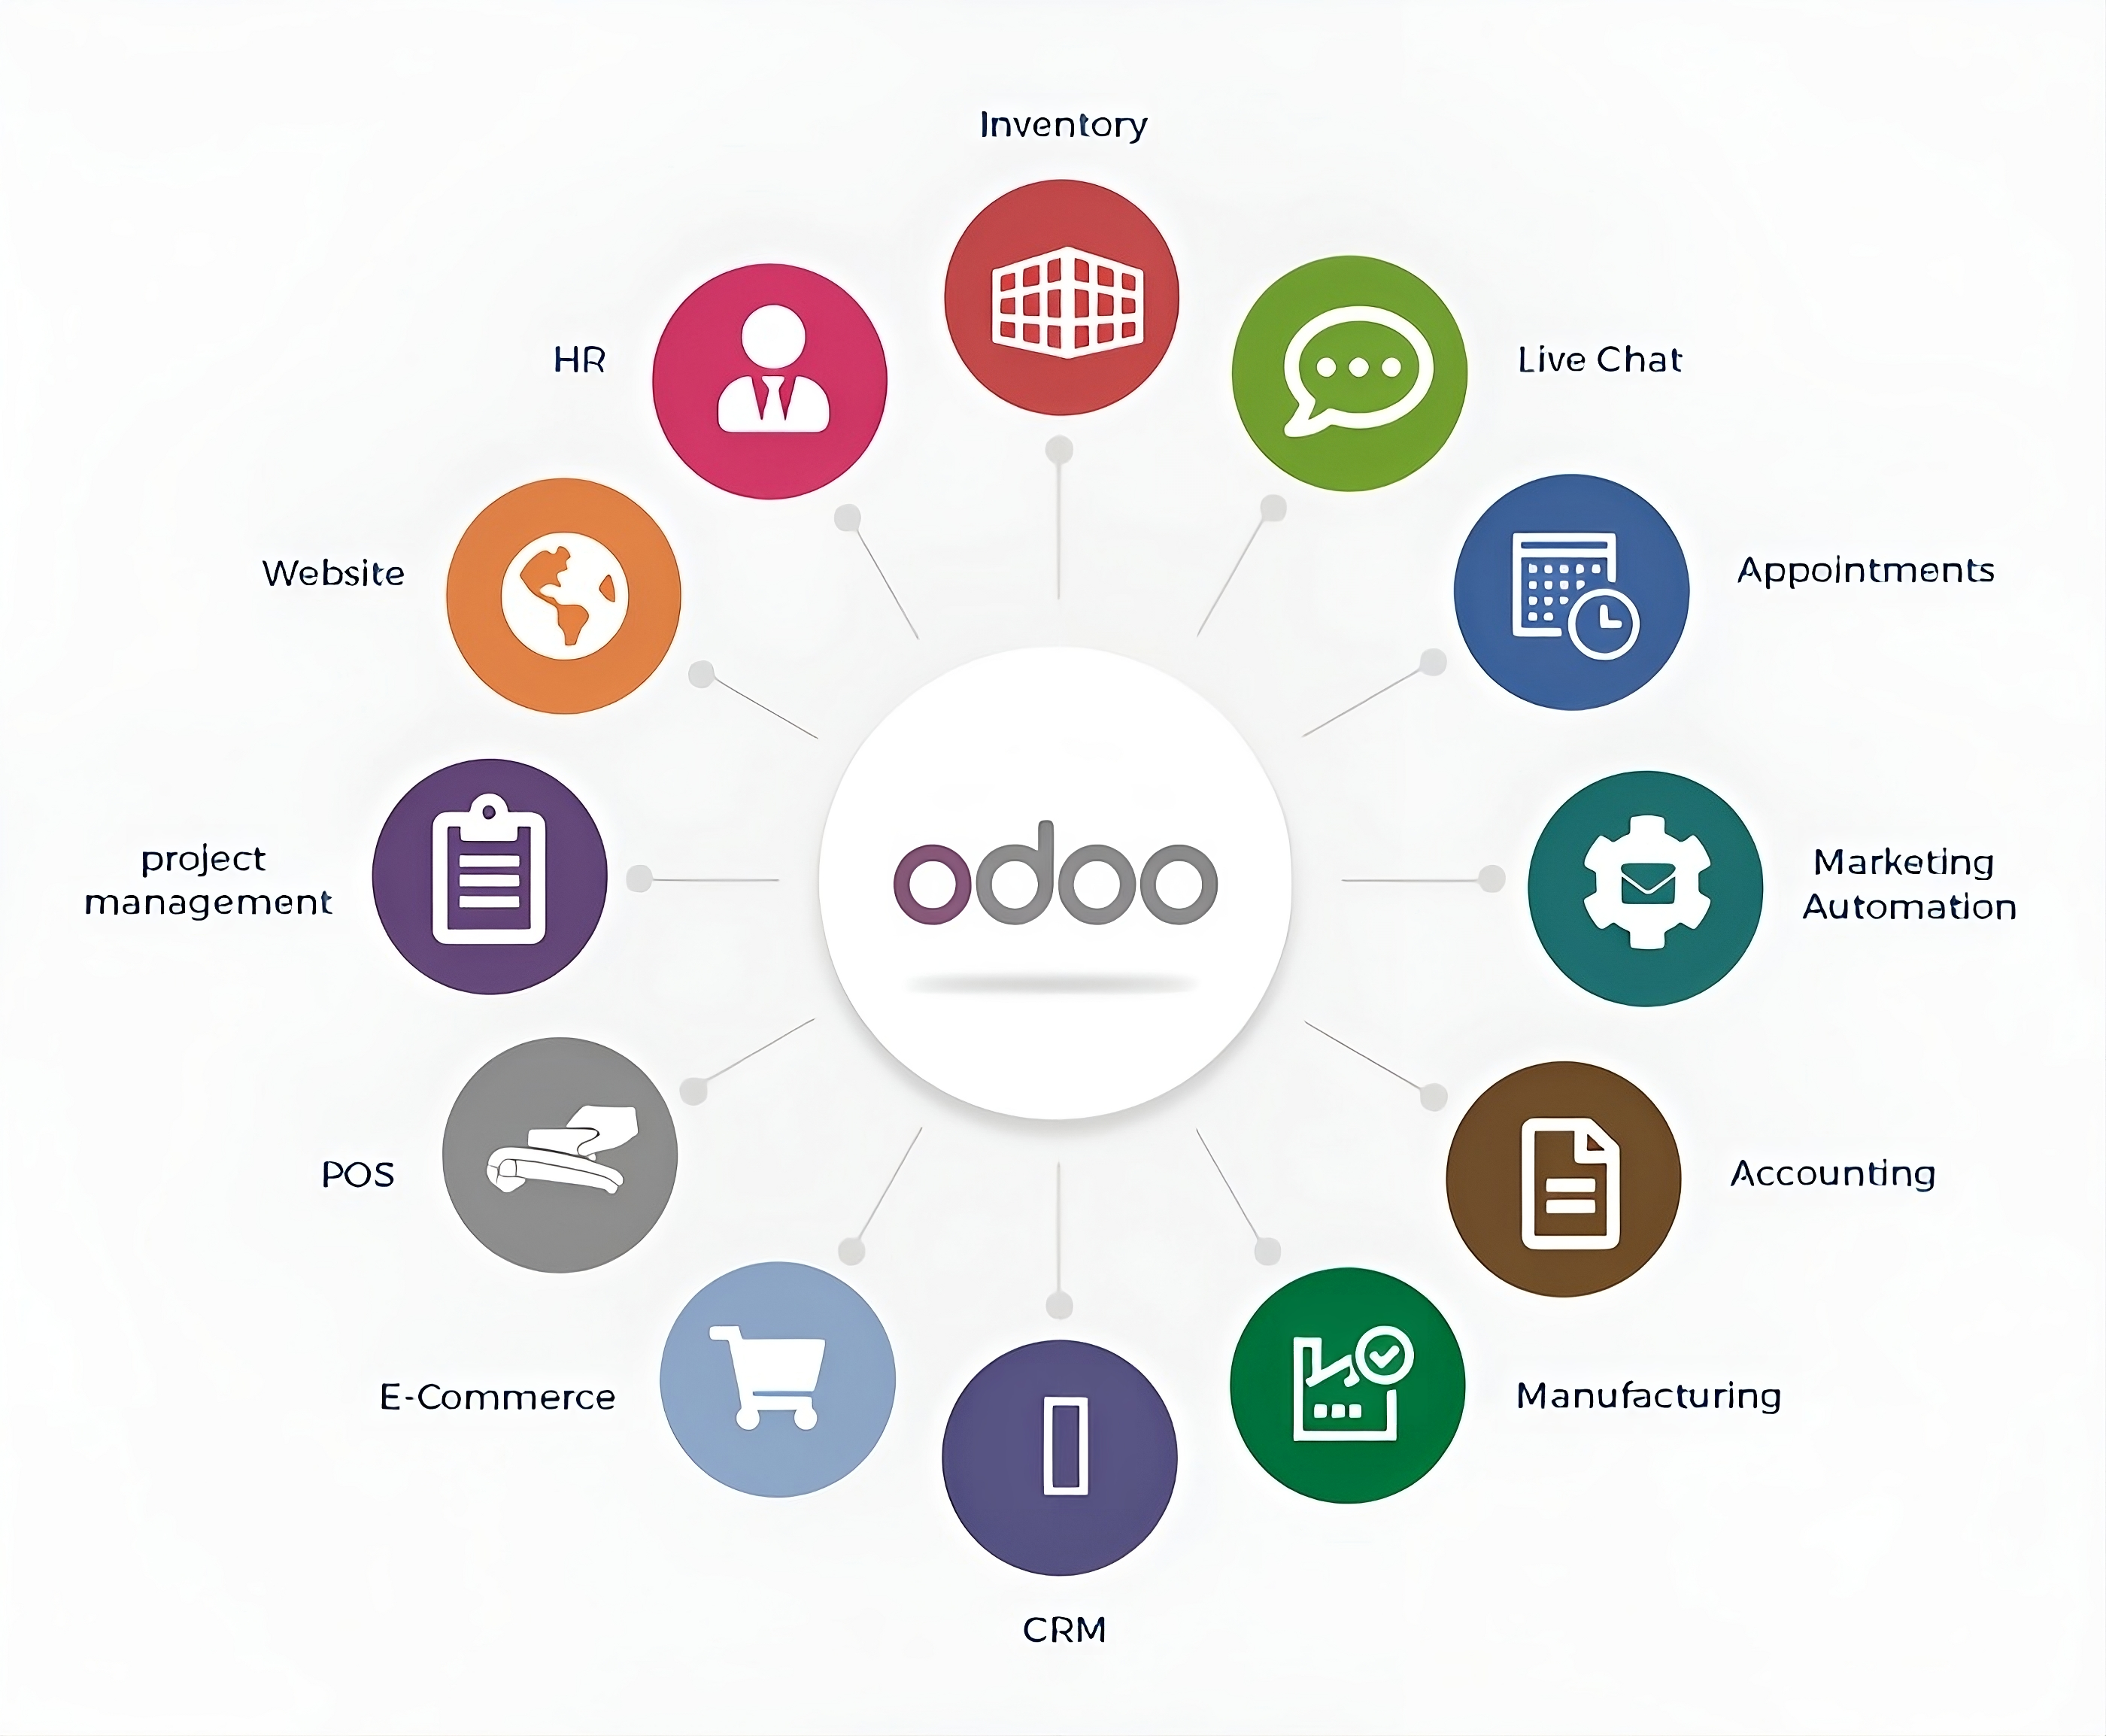 Inventory
HR
Live Chat
Website
Appointments
project
management
odoo
Marketing
Automation
POS
Accounting
E-Commerce
Manufacturing
CRM